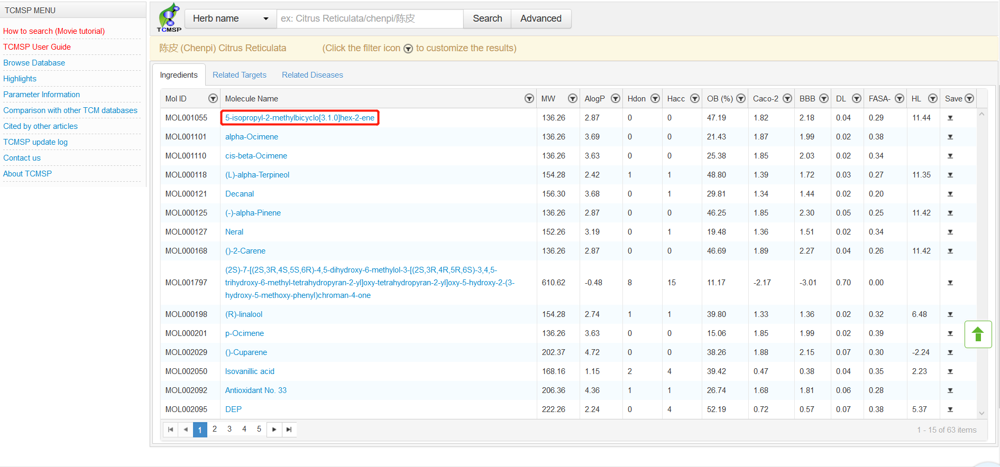 TCMSP MENU
How to search (Movie tutorial)
TCMSP User Guide
Browse Database
Highlights
Parameter Information
Comparison with other TCM databases
Cited by other articles
TCMSP update log
Contact us
About TCMSP
TCMSP
Herb name
ex: Citrus Reticulata/chenpi/陈皮
Search
Advanced
陈皮 (Chenpi) Citrus Reticulata (Click the filter icon to customize the results)
Ingredients Related Targets Related Diseases
Mol ID Molecule Name MW AlogP Hdon Hacc OB (%) Caco-2 BBB DL FASA- HL Save
MOL001055 5-isopropyl-2-methylbicyclo[3.1.0]hex-2-ene 136.26 2.87 0 0 47.19 1.82 2.18 0.04 0.29 11.44
MOL001101 alpha-Ocimene 136.26 3.69 0 0 21.43 1.87 1.99 0.02 0.38
MOL001110 cis-beta-Ocimene 136.26 3.63 0 0 25.38 1.85 2.03 0.02 0.34
MOL000118 (L)-alpha-Terpineol 154.28 2.42 1 1 48.80 1.39 1.72 0.03 0.27 11.35
MOL000121 Decanal 156.30 3.68 0 1 29.81 1.34 1.44 0.02 0.20
MOL000125 (-)-alpha-Pinene 136.26 2.87 0 0 46.25 1.85 2.30 0.05 0.25 11.42
MOL000127 Neral 152.26 3.19 0 1 19.48 1.36 1.51 0.02 0.34
MOL000168 ()-2-Carene 136.26 2.87 0 0 46.69 1.89 2.27 0.04 0.26 11.42
(2S)-7-[(2S,3R,4S,5S,6R)-4,5-dihydroxy-6-methylol-3-[(2S,3R,4R,5R,6S)-3,4,5-
MOL001797 trihydroxy-6-methyl-tetrahydropyran-2-yl]oxy-tetrahydropyran-2-yl]oxy-5-hydroxy-2-(3- 610.62 -0.48 8 15 11.17 -2.17 -3.01 0.70 0.00
hydroxy-5-methoxy-phenyl)chroman-4-one
MOL000198 (R)-linalool 154.28 2.74 1 1 39.80 1.33 1.36 0.02 0.32 6.48
MOL000201 p-Ocimene 136.26 3.63 0 0 15.06 1.85 1.99 0.02 0.39
MOL002029 ()-Cuparene 202.37 4.72 0 0 38.26 1.88 2.15 0.07 0.30 -2.24
MOL002050 Isovanillic acid 168.16 1.15 2 4 39.42 0.47 0.38 0.04 0.35 2.23
MOL002092 Antioxidant No. 33 206.36 4.36 1 1 26.74 1.68 1.81 0.06 0.28
MOL002095 DEP 222.26 2.24 0 4 52.19 0.72 0.57 0.07 0.38 5.37
1 2 3 4 5
1 - 15 of 63 items